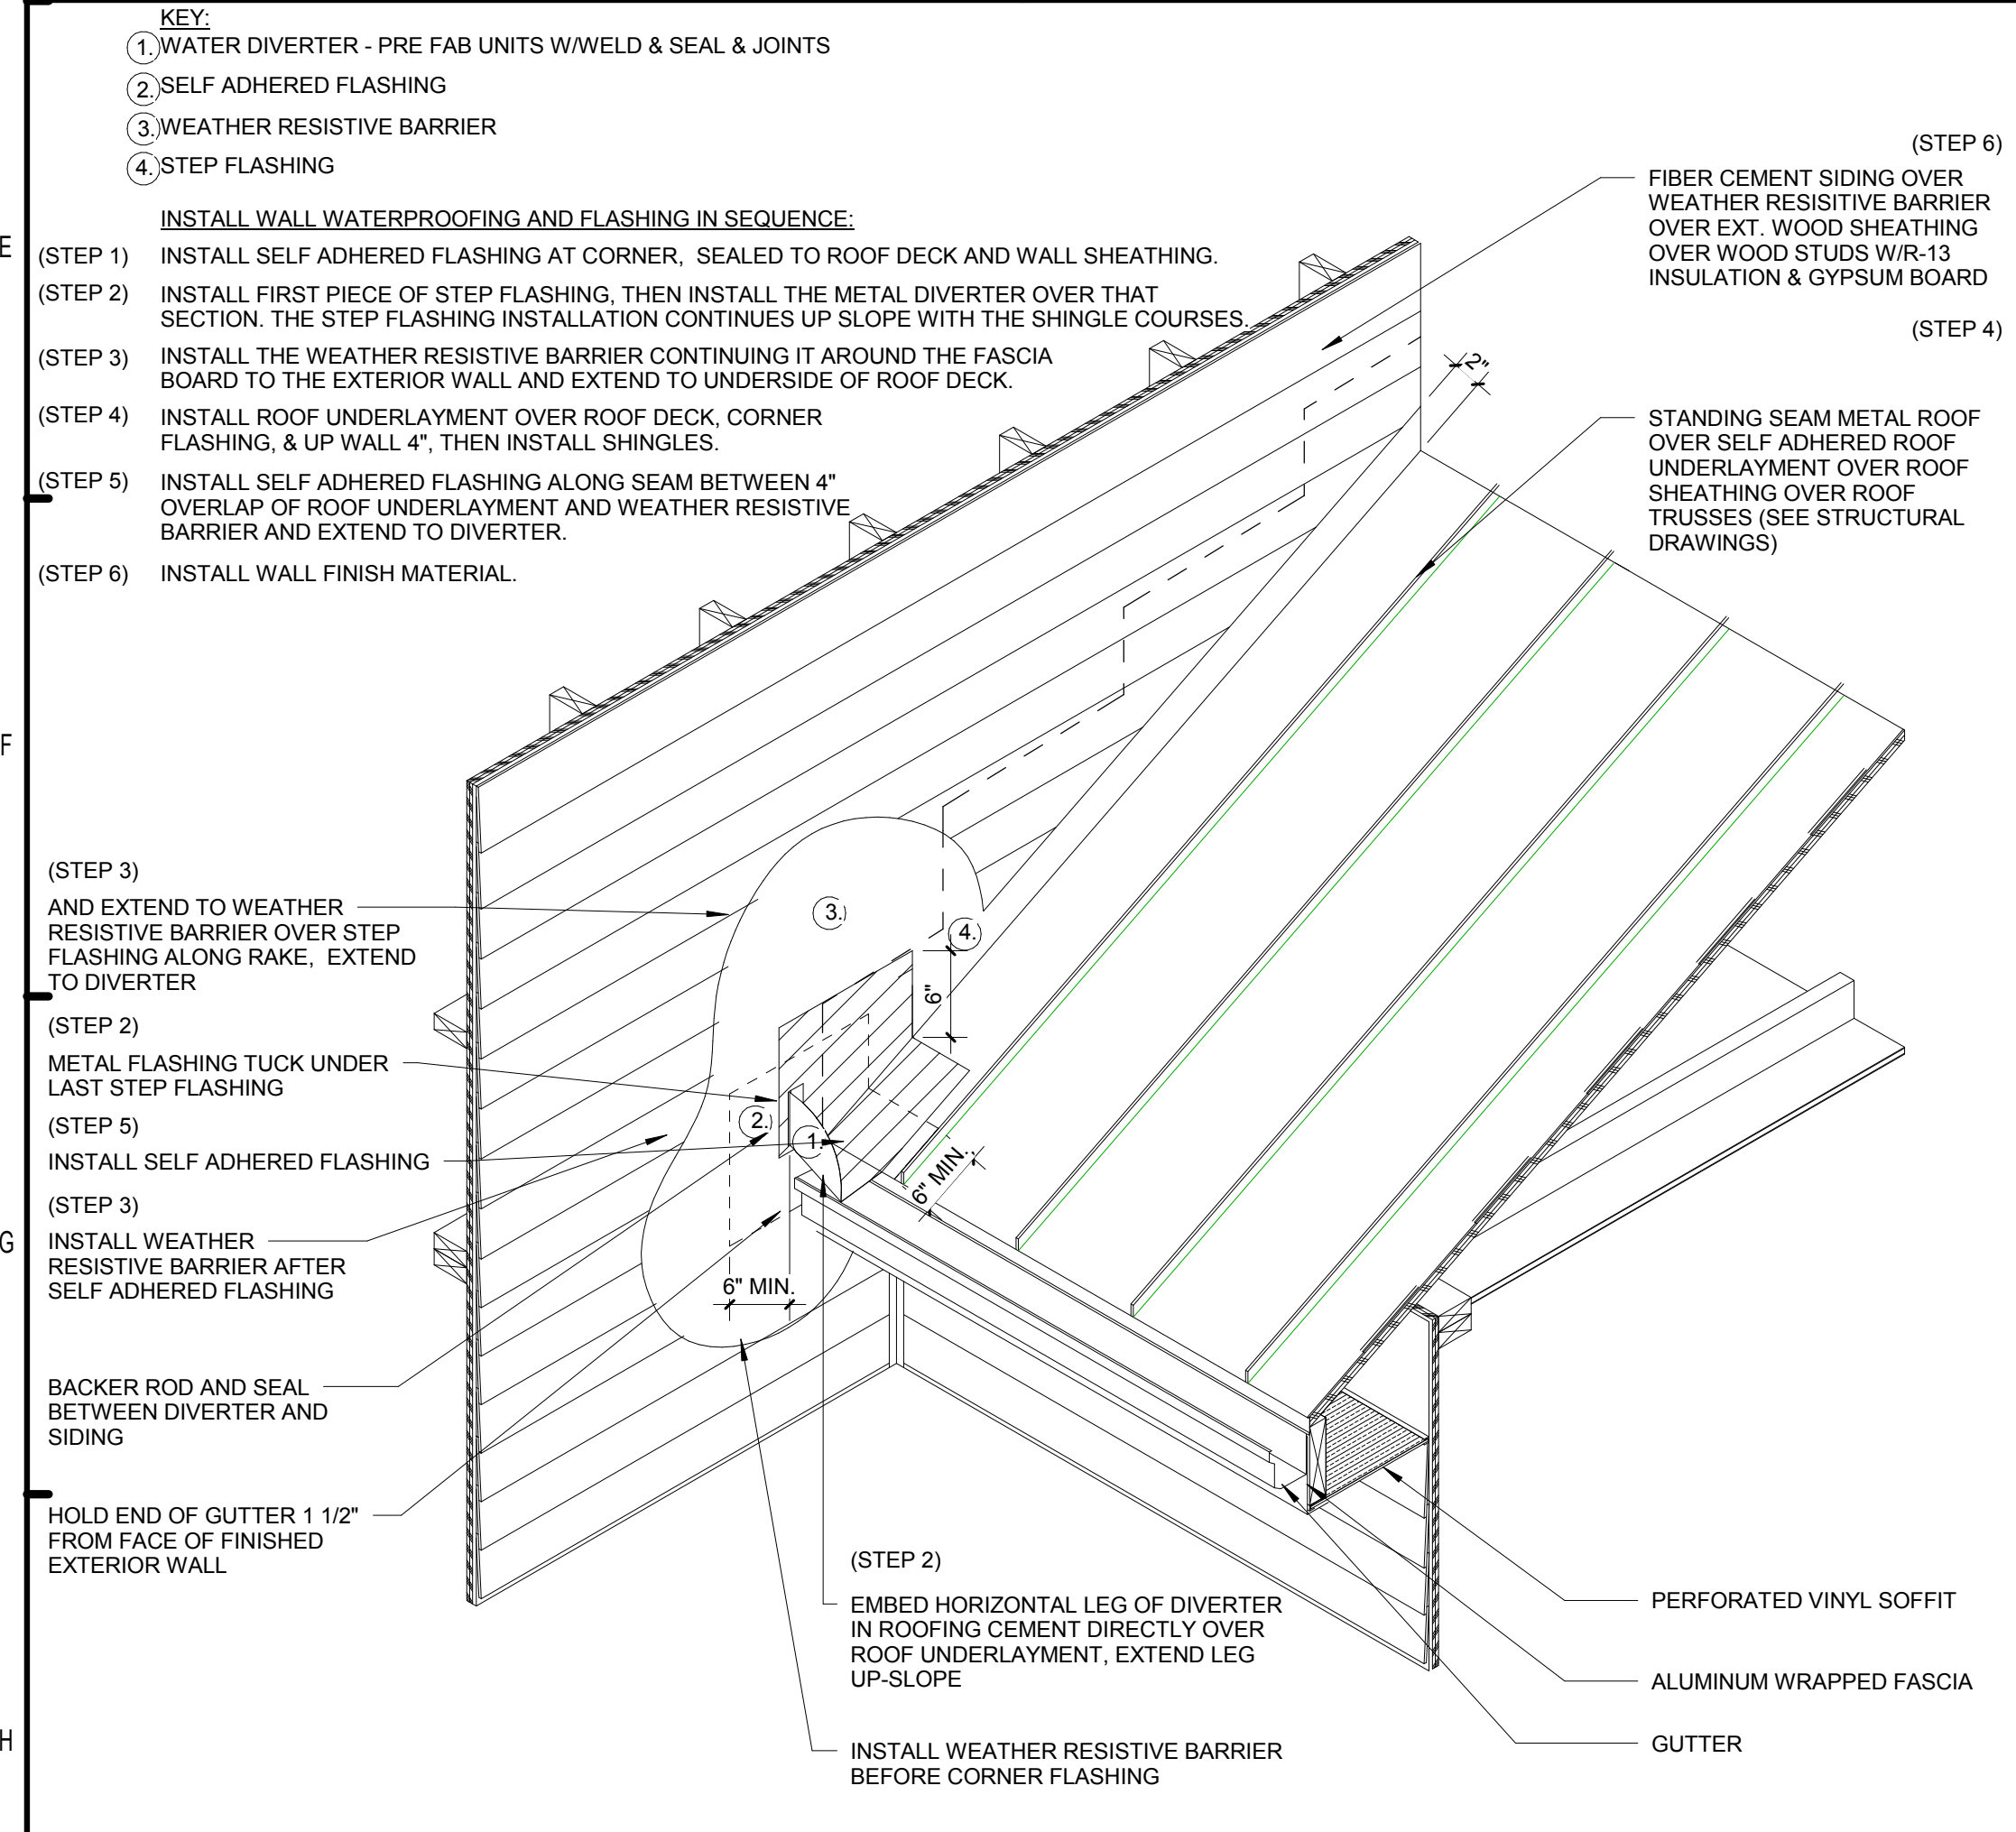 KEY:
1. WATER DIVERTER - PRE FAB UNITS W/WELD & SEAL & JOINTS
2. SELF ADHERED FLASHING
3. WEATHER RESISTIVE BARRIER
4. STEP FLASHING
INSTALL WALL WATERPROOFING AND FLASHING IN SEQUENCE:
(STEP 1) INSTALL SELF ADHERED FLASHING AT CORNER, SEALED TO ROOF DECK AND WALL SHEATHING.
(STEP 2) INSTALL FIRST PIECE OF STEP FLASHING, THEN INSTALL THE METAL DIVERTER OVER THAT
SECTION. THE STEP FLASHING INSTALLATION CONTINUES UP SLOPE WITH THE SHINGLE COURSES.
(STEP 3) INSTALL THE WEATHER RESISTIVE BARRIER CONTINUING IT AROUND THE FASCIA
BOARD TO THE EXTERIOR WALL AND EXTEND TO UNDERSIDE OF ROOF DECK.
(STEP 4) INSTALL ROOF UNDERLAYMENT OVER ROOF DECK, CORNER
FLASHING, & UP WALL 4", THEN INSTALL SHINGLES.
(STEP 5) INSTALL SELF ADHERED FLASHING ALONG SEAM BETWEEN 4"
OVERLAP OF ROOF UNDERLAYMENT AND WEATHER RESISTIVE
BARRIER AND EXTEND TO DIVERTER.
(STEP 6) INSTALL WALL FINISH MATERIAL.
(STEP 6)
FIBER CEMENT SIDING OVER
WEATHER RESISITIVE BARRIER
OVER EXT. WOOD SHEATHING
OVER WOOD STUDS W/R-13
INSULATION & GYPSUM BOARD
(STEP 4)
STANDING SEAM METAL ROOF
OVER SELF ADHERED ROOF
UNDERLAYMENT OVER ROOF
SHEATHING OVER ROOF
TRUSSES (SEE STRUCTURAL
DRAWINGS)
2"
E
F
G
H
(STEP 3)
AND EXTEND TO WEATHER
RESISTIVE BARRIER OVER STEP
FLASHING ALONG RAKE, EXTEND
TO DIVERTER
(STEP 2)
METAL FLASHING TUCK UNDER
LAST STEP FLASHING
(STEP 5)
INSTALL SELF ADHERED FLASHING
(STEP 3)
INSTALL WEATHER
RESISTIVE BARRIER AFTER
SELF ADHERED FLASHING
BACKER ROD AND SEAL
BETWEEN DIVERTER AND
SIDING
HOLD END OF GUTTER 1 1/2"
FROM FACE OF FINISHED
EXTERIOR WALL
3.
4.
6"
2.
1.
6" MIN.
6" MIN.
(STEP 2)
EMBED HORIZONTAL LEG OF DIVERTER
IN ROOFING CEMENT DIRECTLY OVER
ROOF UNDERLAYMENT, EXTEND LEG
UP-SLOPE
INSTALL WEATHER RESISTIVE BARRIER
BEFORE CORNER FLASHING
PERFORATED VINYL SOFFIT
ALUMINUM WRAPPED FASCIA
GUTTER